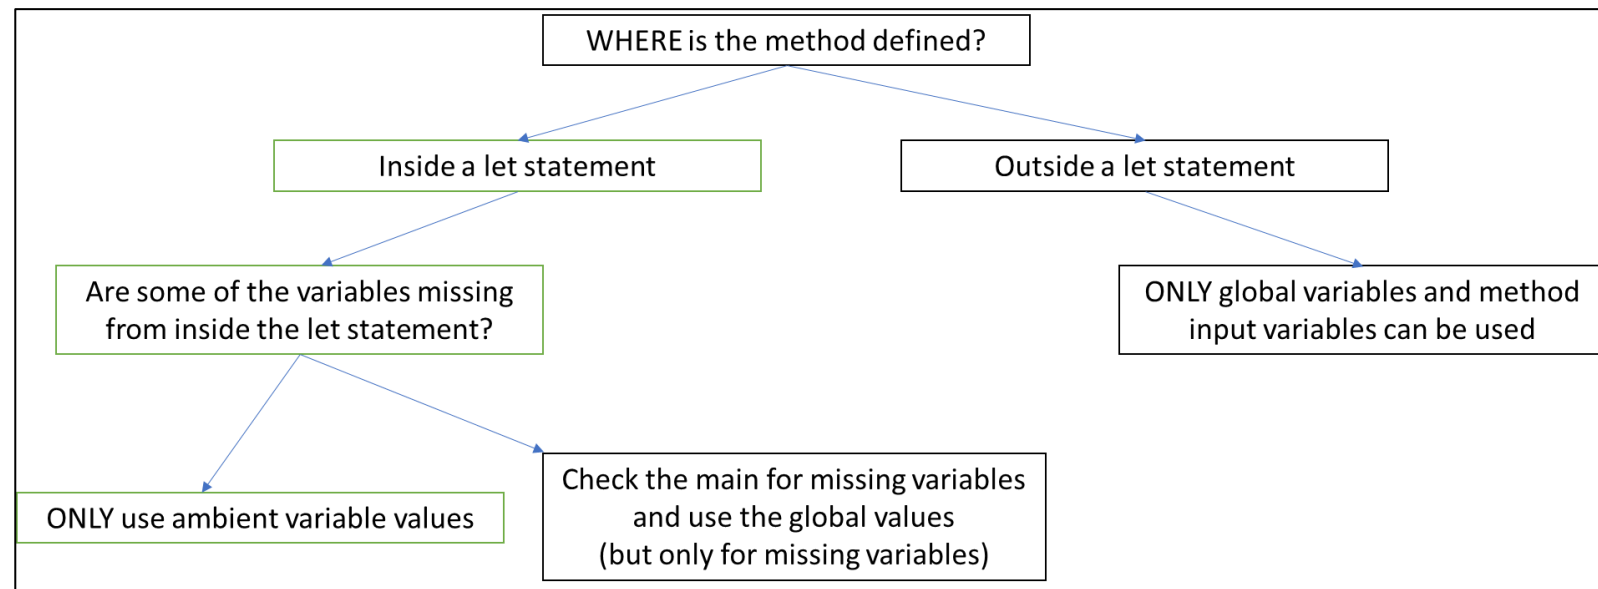 WHERE is the method defined?
Inside a let statement
Outside a let statement
Are some of the variables missing
from inside the let statement?
ONLY global variables and method
input variables can be used
ONLY use ambient variable values
Check the main for missing variables
and use the global values
(but only for missing variables)